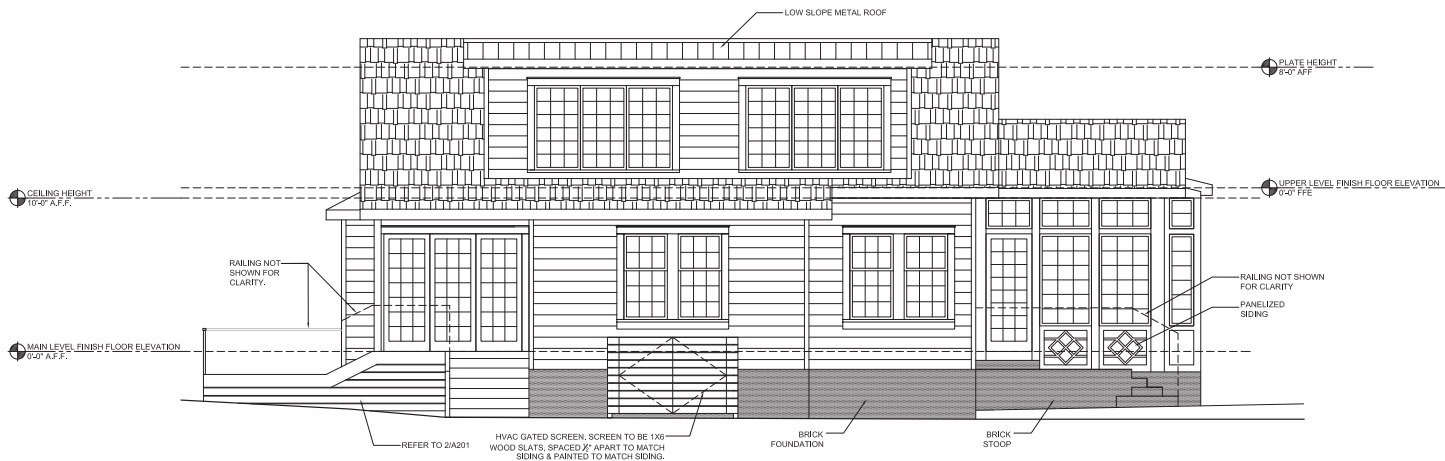 LOW SLOPE METAL ROOF
PLATE HEIGHT
8'-0" AFF
CEILING HEIGHT
10'-0" A.F.F.
UPPER LEVEL FINISH FLOOR ELEVATION
0'-0" FFE
RAILING NOT
SHOWN FOR
CLARITY.
RAILING NOT SHOWN
FOR CLARITY
PANELIZED
SIDING
MAIN LEVEL FINISH FLOOR ELEVATION
0'-0" A.F.F.
REFER TO 2/A201
HVAC GATED SCREEN. SCREEN TO BE 1X6
WOOD SLATS, SPACED ½" APART TO MATCH
SIDING & PAINTED TO MATCH SIDING.
BRICK
FOUNDATION
BRICK
STOOP